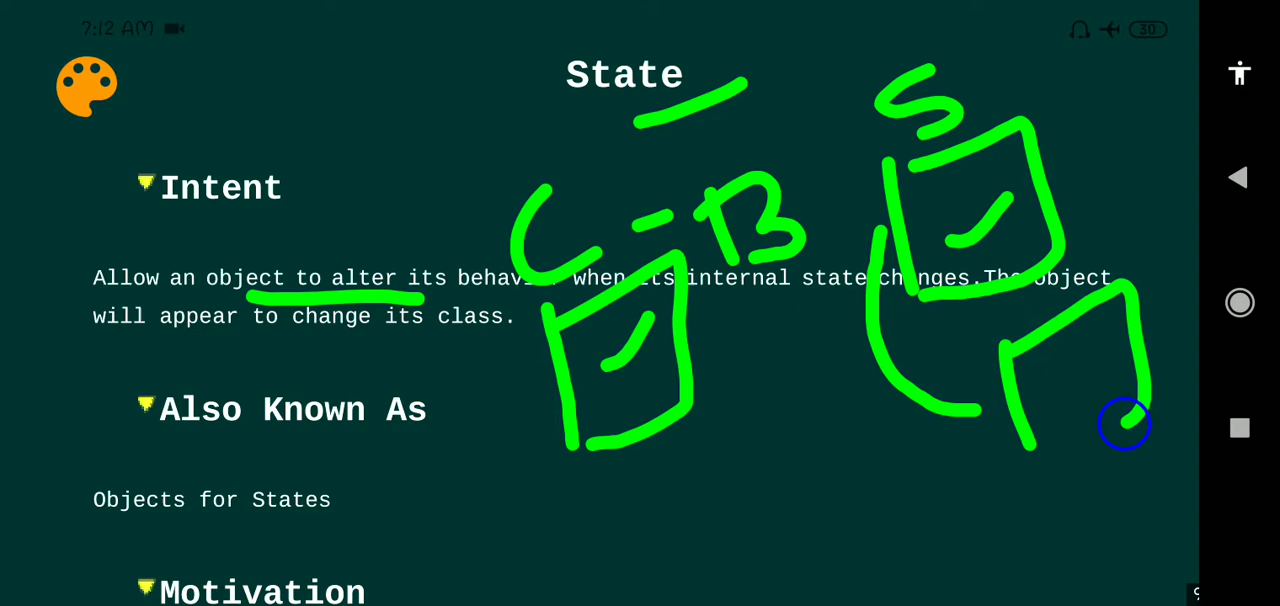 7:12 AM 30
State
S
Intent
C - B
Allow an object to alter its behavior when its internal state changes.The object
will appear to change its class.
Also Known As
Objects for States
Motivation